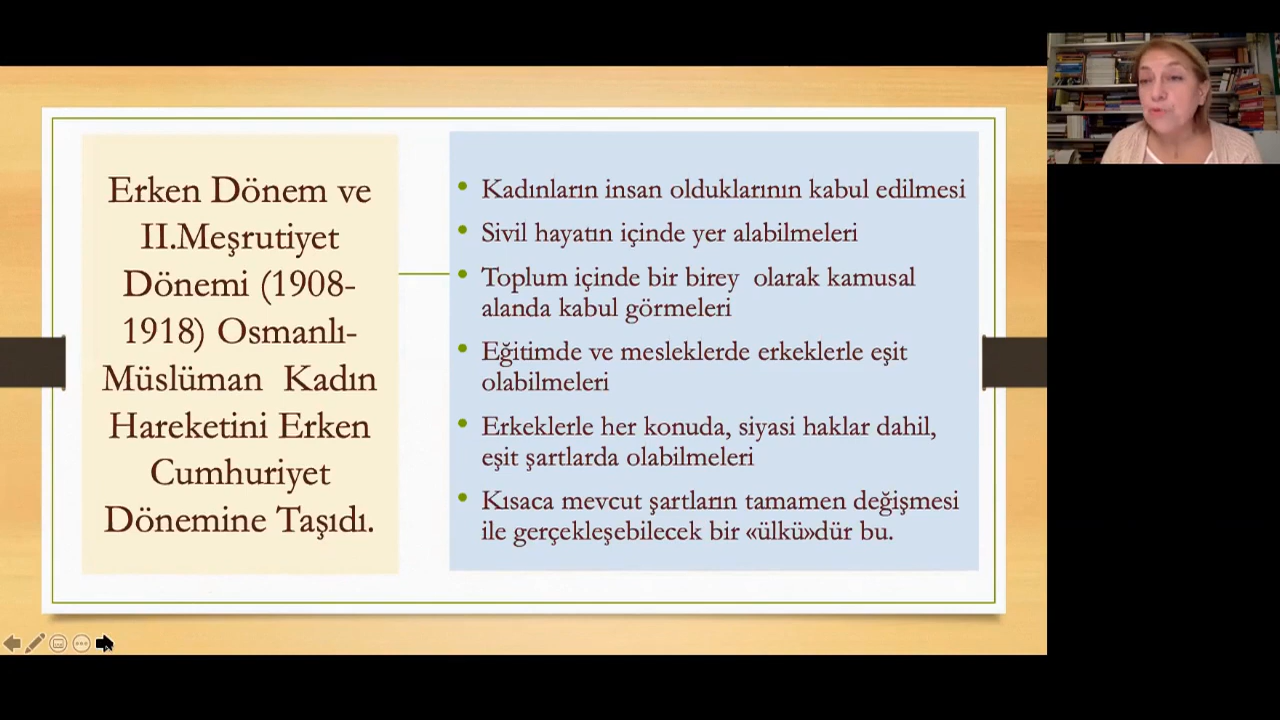 Erken Dönem ve
II.Meşrutiyet
Dönemi (1908-
1918) Osmanlı-
Müslüman Kadın
Hareketini Erken
Cumhuriyet
Dönemine Taşıdı.
• Kadınların insan olduklarının kabul edilmesi
• Sivil hayatın içinde yer alabilmeleri
• Toplum içinde bir birey olarak kamusal
alanda kabul görmeleri
• Eğitimde ve mesleklerde erkeklerle eşit
olabilmeleri
• Erkeklerle her konuda, siyasi haklar dahil,
eşit şartlarda olabilmeleri
• Kısaca mevcut şartların tamamen değişmesi
ile gerçekleşebilecek bir «ülkü»dür bu.